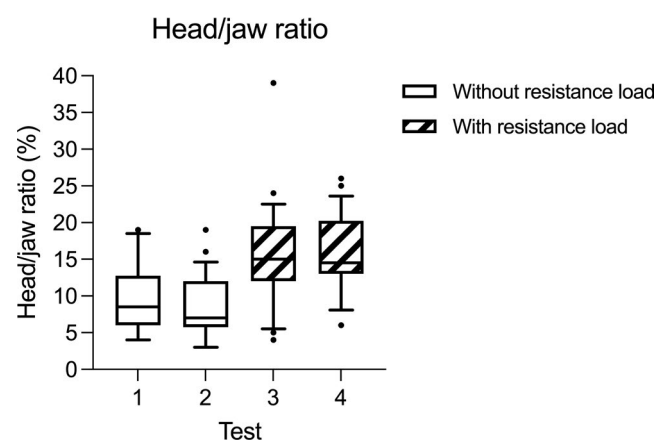 Head/jaw ratio
Head/jaw ratio (%)
40
35
30
25
20
15
10
5
0
1 2 3 4
Test
Without resistance load
With resistance load